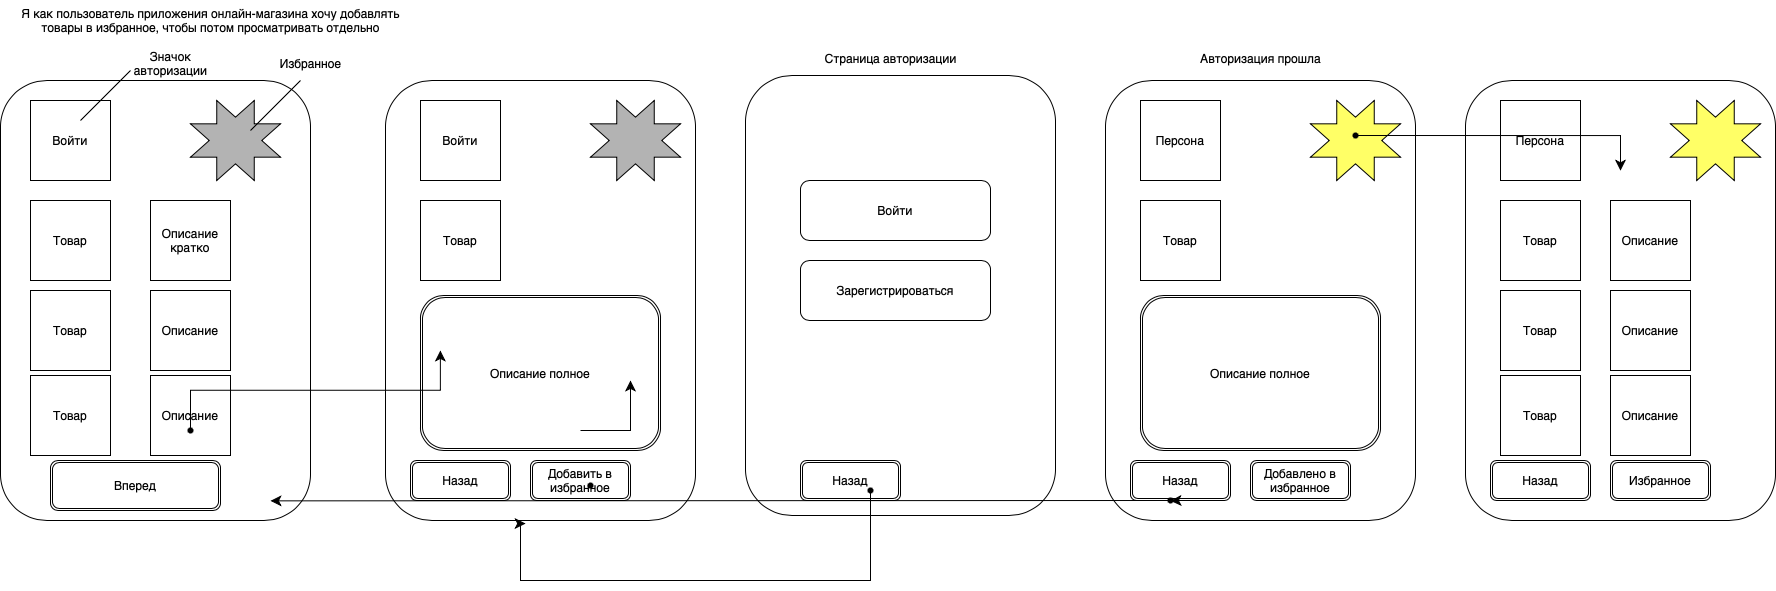 Я как пользователь приложения онлайн-магазина хочу добавлять
товары в избранное, чтобы потом просматривать отдельно
Значок
авторизации
Избранное
Войти
Товар
Описание
кратко
Товар
Описание
Товар
Описание
Вперед
Войти
Товар
Описание полное
Назад
Добавить в
избранное
Страница авторизации
Войти
Зарегистрироваться
Назад
Авторизация прошла
Персона
Товар
Описание полное
Назад
Добавлено в
избранное
Персона
Товар
Описание
Товар
Описание
Товар
Описание
Назад
Избранное